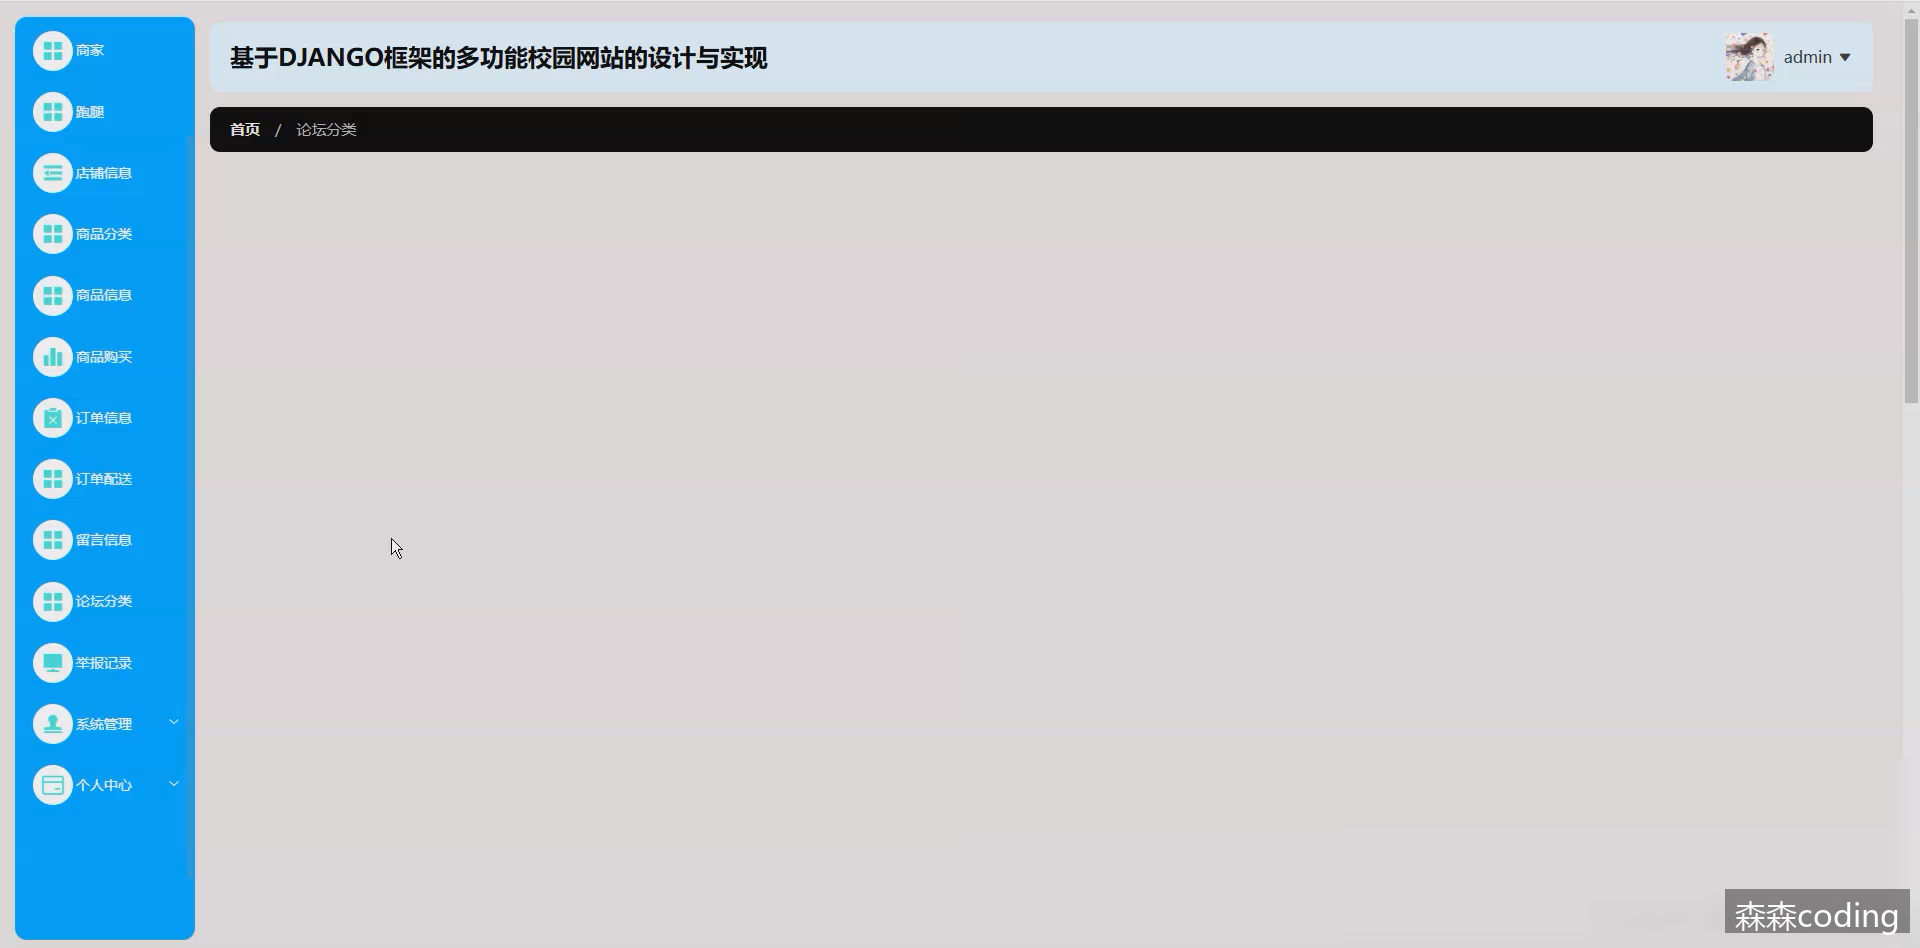 商家
跑腿
店铺信息
商品分类
商品信息
商品购买
订单信息
订单配送
留言信息
论坛分类
举报记录
系统管理
个人中心
基于DJANGO框架的多功能校园网站的设计与实现
admin
首页 / 论坛分类
森森coding